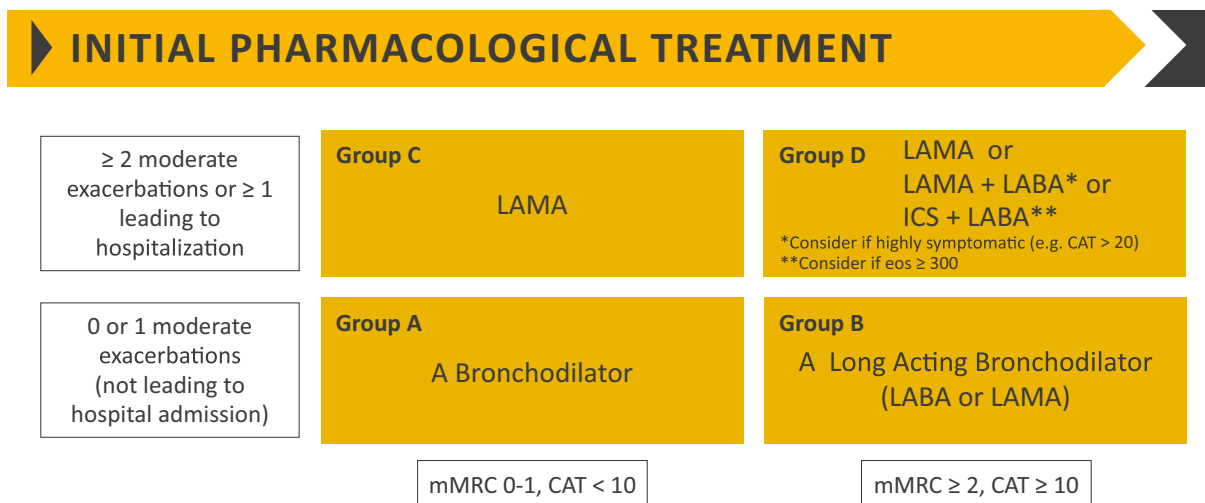 INITIAL PHARMACOLOGICAL TREATMENT
≥ 2 moderate
exacerbations or ≥ 1
leading to
hospitalization
Group C
LAMA
Group D
LAMA or
LAMA + LABA* or
ICS + LABA**
*Consider if highly symptomatic (e.g. CAT > 20)
**Consider if eos ≥ 300
0 or 1 moderate
exacerbations
(not leading to
hospital admission)
Group A
A Bronchodilator
Group B
A Long Acting Bronchodilator
(LABA or LAMA)
mMRC 0-1, CAT < 10
mMRC ≥ 2, CAT ≥ 10